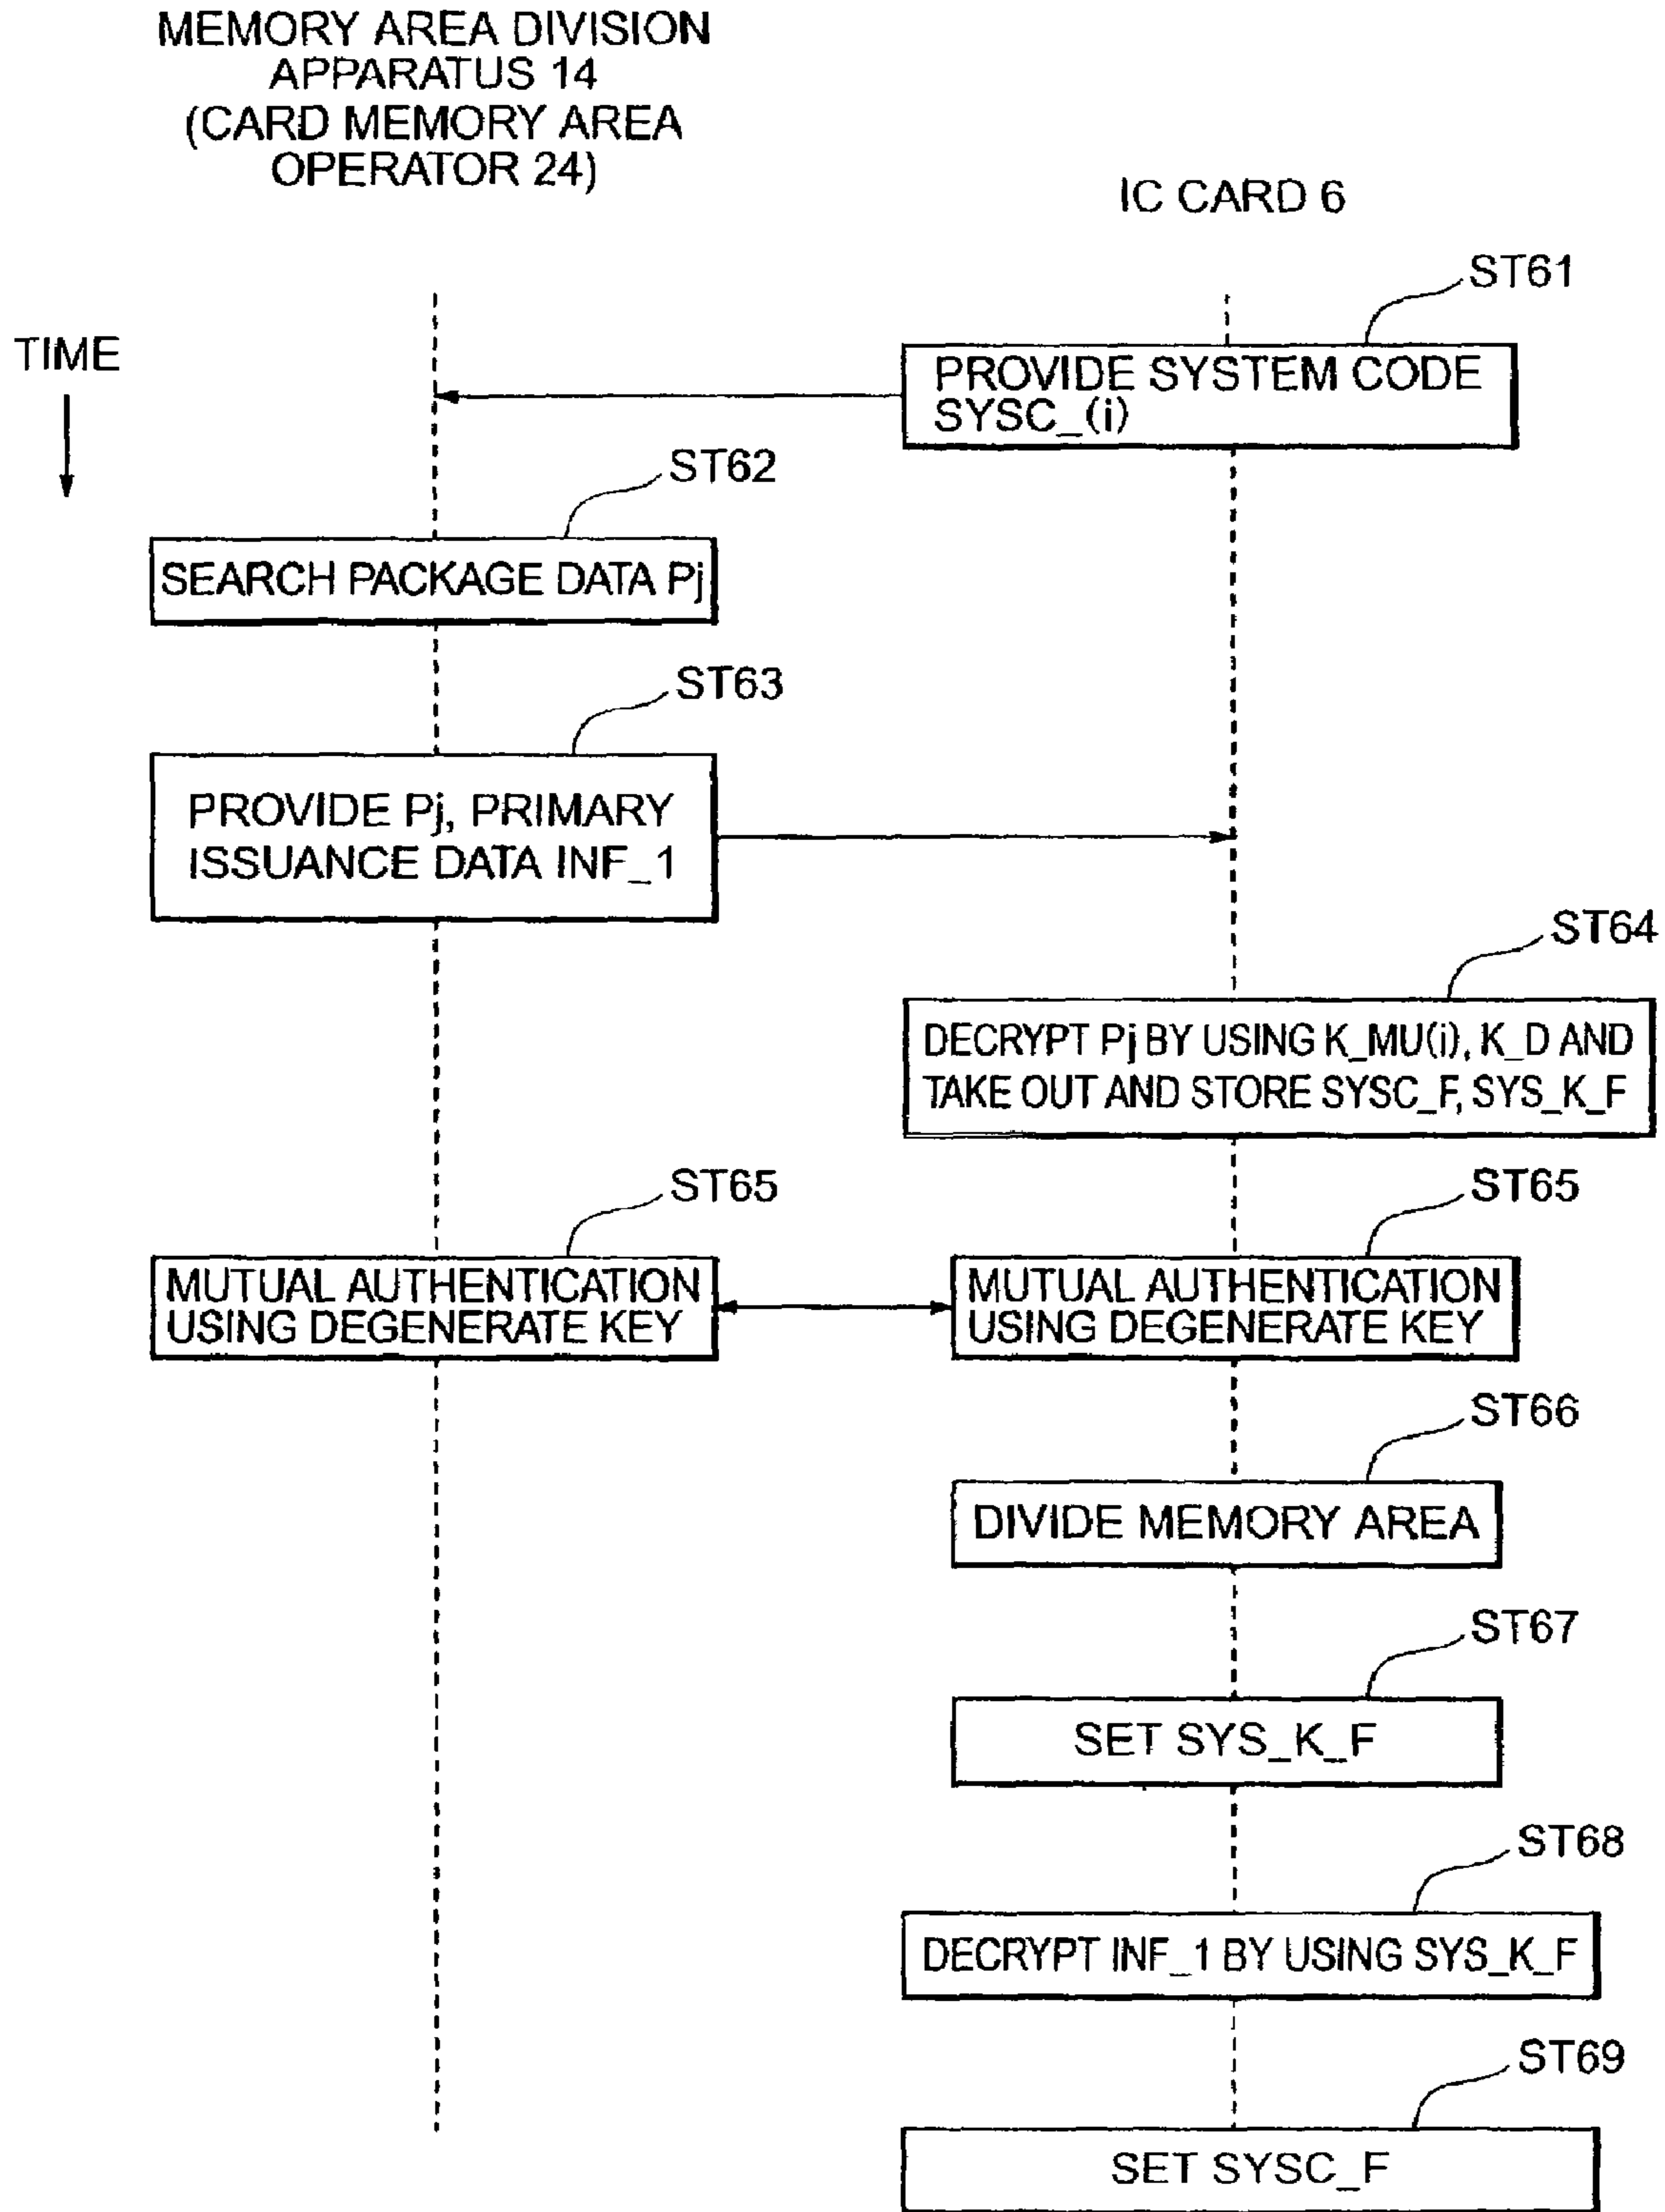 MEMORY AREA DIVISION
APPARATUS 14
(CARD MEMORY AREA
OPERATOR 24)
IC CARD 6
TIME
ST61
PROVIDE SYSTEM CODE
SYSC_(i)
ST62
SEARCH PACKAGE DATA Pj
ST63
PROVIDE Pj, PRIMARY
ISSUANCE DATA INF_1
ST64
DECRYPT Pj BY USING K_MU(i), K_D AND
TAKE OUT AND STORE SYSC_F, SYS_K_F
ST65
MUTUAL AUTHENTICATION
USING DEGENERATE KEY
ST65
MUTUAL AUTHENTICATION
USING DEGENERATE KEY
ST66
DIVIDE MEMORY AREA
ST67
SET SYS_K_F
ST68
DECRYPT INF_1 BY USING SYS_K_F
ST69
SET SYSC_F